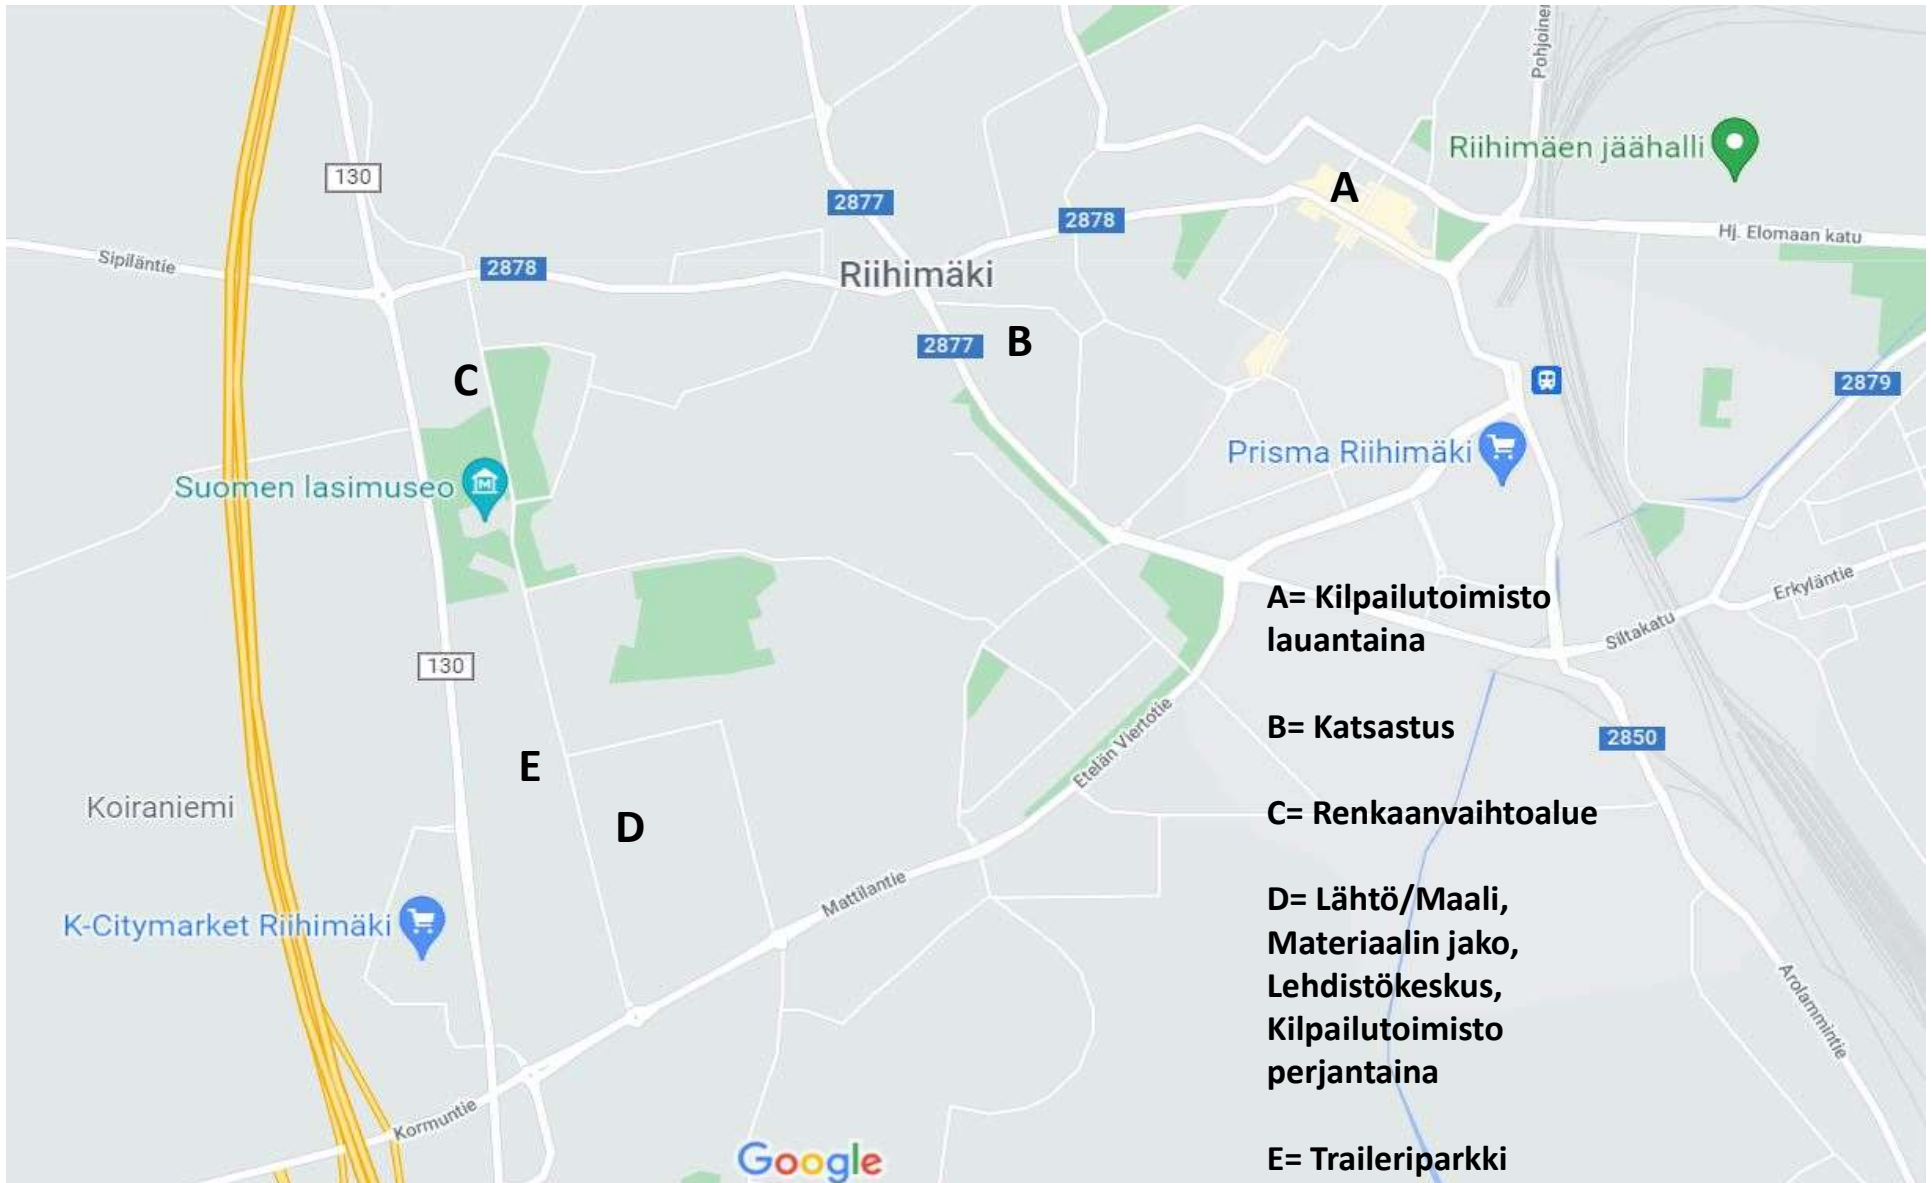 Pohjoinen
Riihimäen jäähalli
130
A
2877
2878
Hj. Elomaan katu
Sipiläntie
2878
Riihimäki
B
2877
C
2879
Prisma Riihimäki
Suomen lasimuseo
M
Erkyläntie
A= Kilpailutoimisto
lauantaina
Siltakatu
130
B= Katsastus
Etelän Viertotie
2850
E
Koiraniemi
D
C= Renkaanvaihtoalue
Mattilantie
K-Citymarket Riihimäki
D= Lähtö/Maali,
Materiaalin jako,
Lehdistökeskus,
Kilpailutoimisto
perjantaina
Arolammintie
Kormuntie
Google
E= Traileriparkki